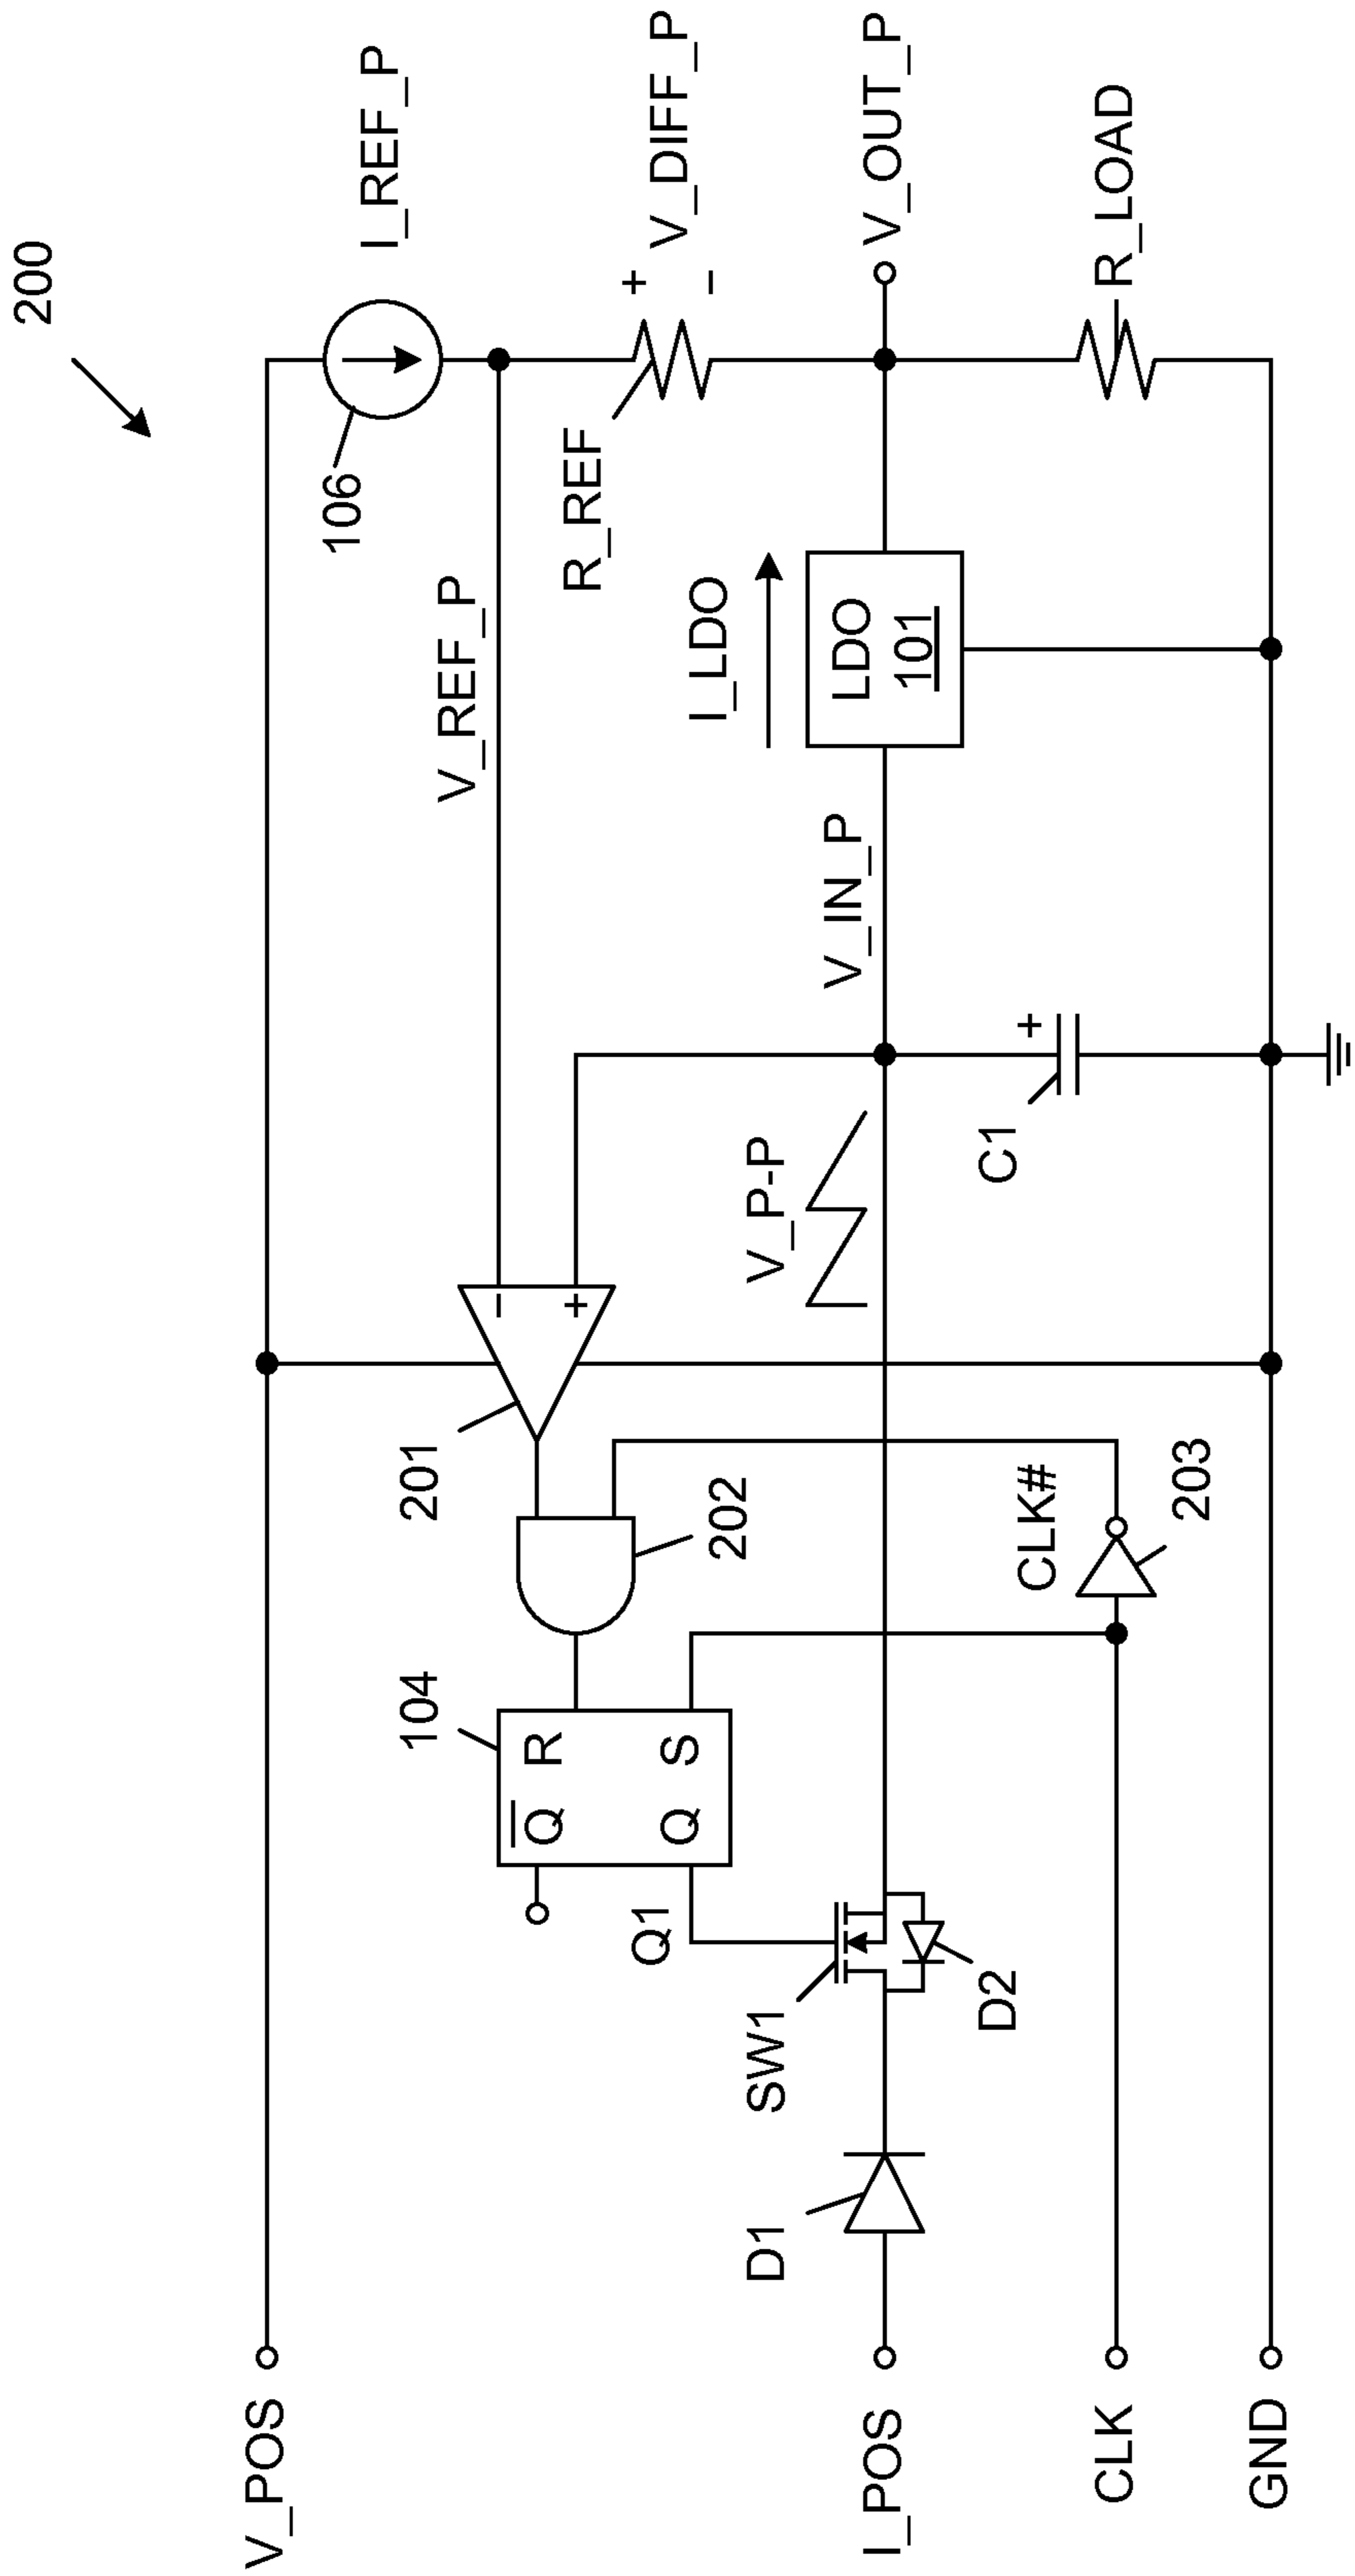 200
V_POS
I_POS
CLK
GND
D1
SW1
D2
Q1
104
Q
R
Q
S
201
202
CLK#
203
−
+
V_P-P
C1
+
V_IN_P
V_REF_P
I_LDO
LDO
101
106
I_REF_P
R_REF
+
−
V_DIFF_P
V_OUT_P
R_LOAD